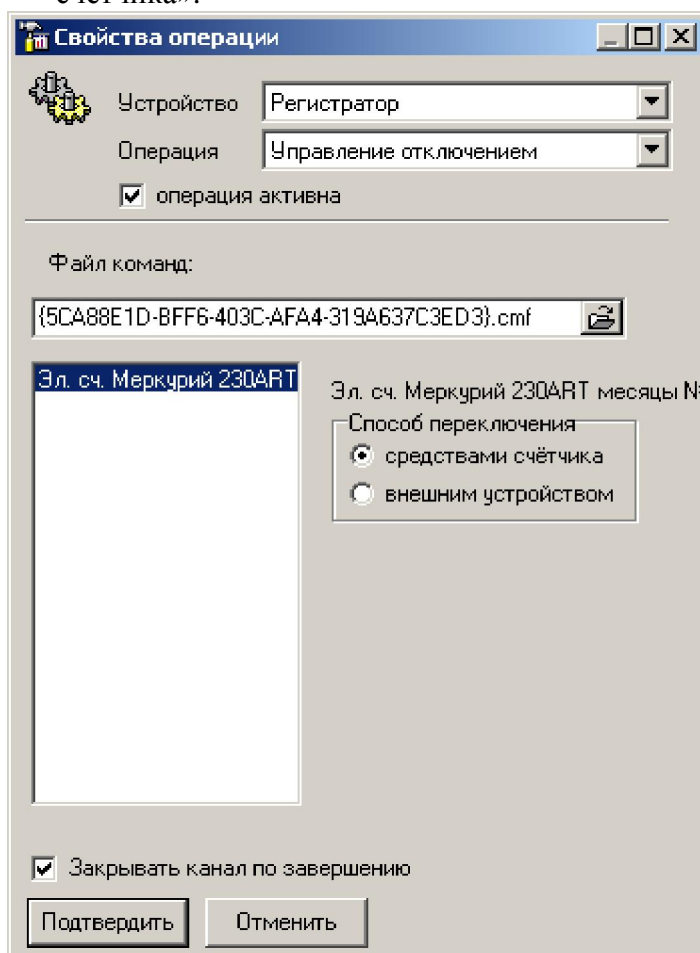 счетчика».
Свойства операции
Устройство Регистратор
Операция Управление отключением
операция активна
Файл команд:
{5CA88E1D-BFF6-403C-AFA4-319A637C3ED3}.cmf
Эл. сч. Меркурий 230ART
Эл. сч. Меркурий 230ART месяцы №
Способ переключения
средствами счётчика
внешним устройством
Закрывать канал по завершению
Подтвердить Отменить